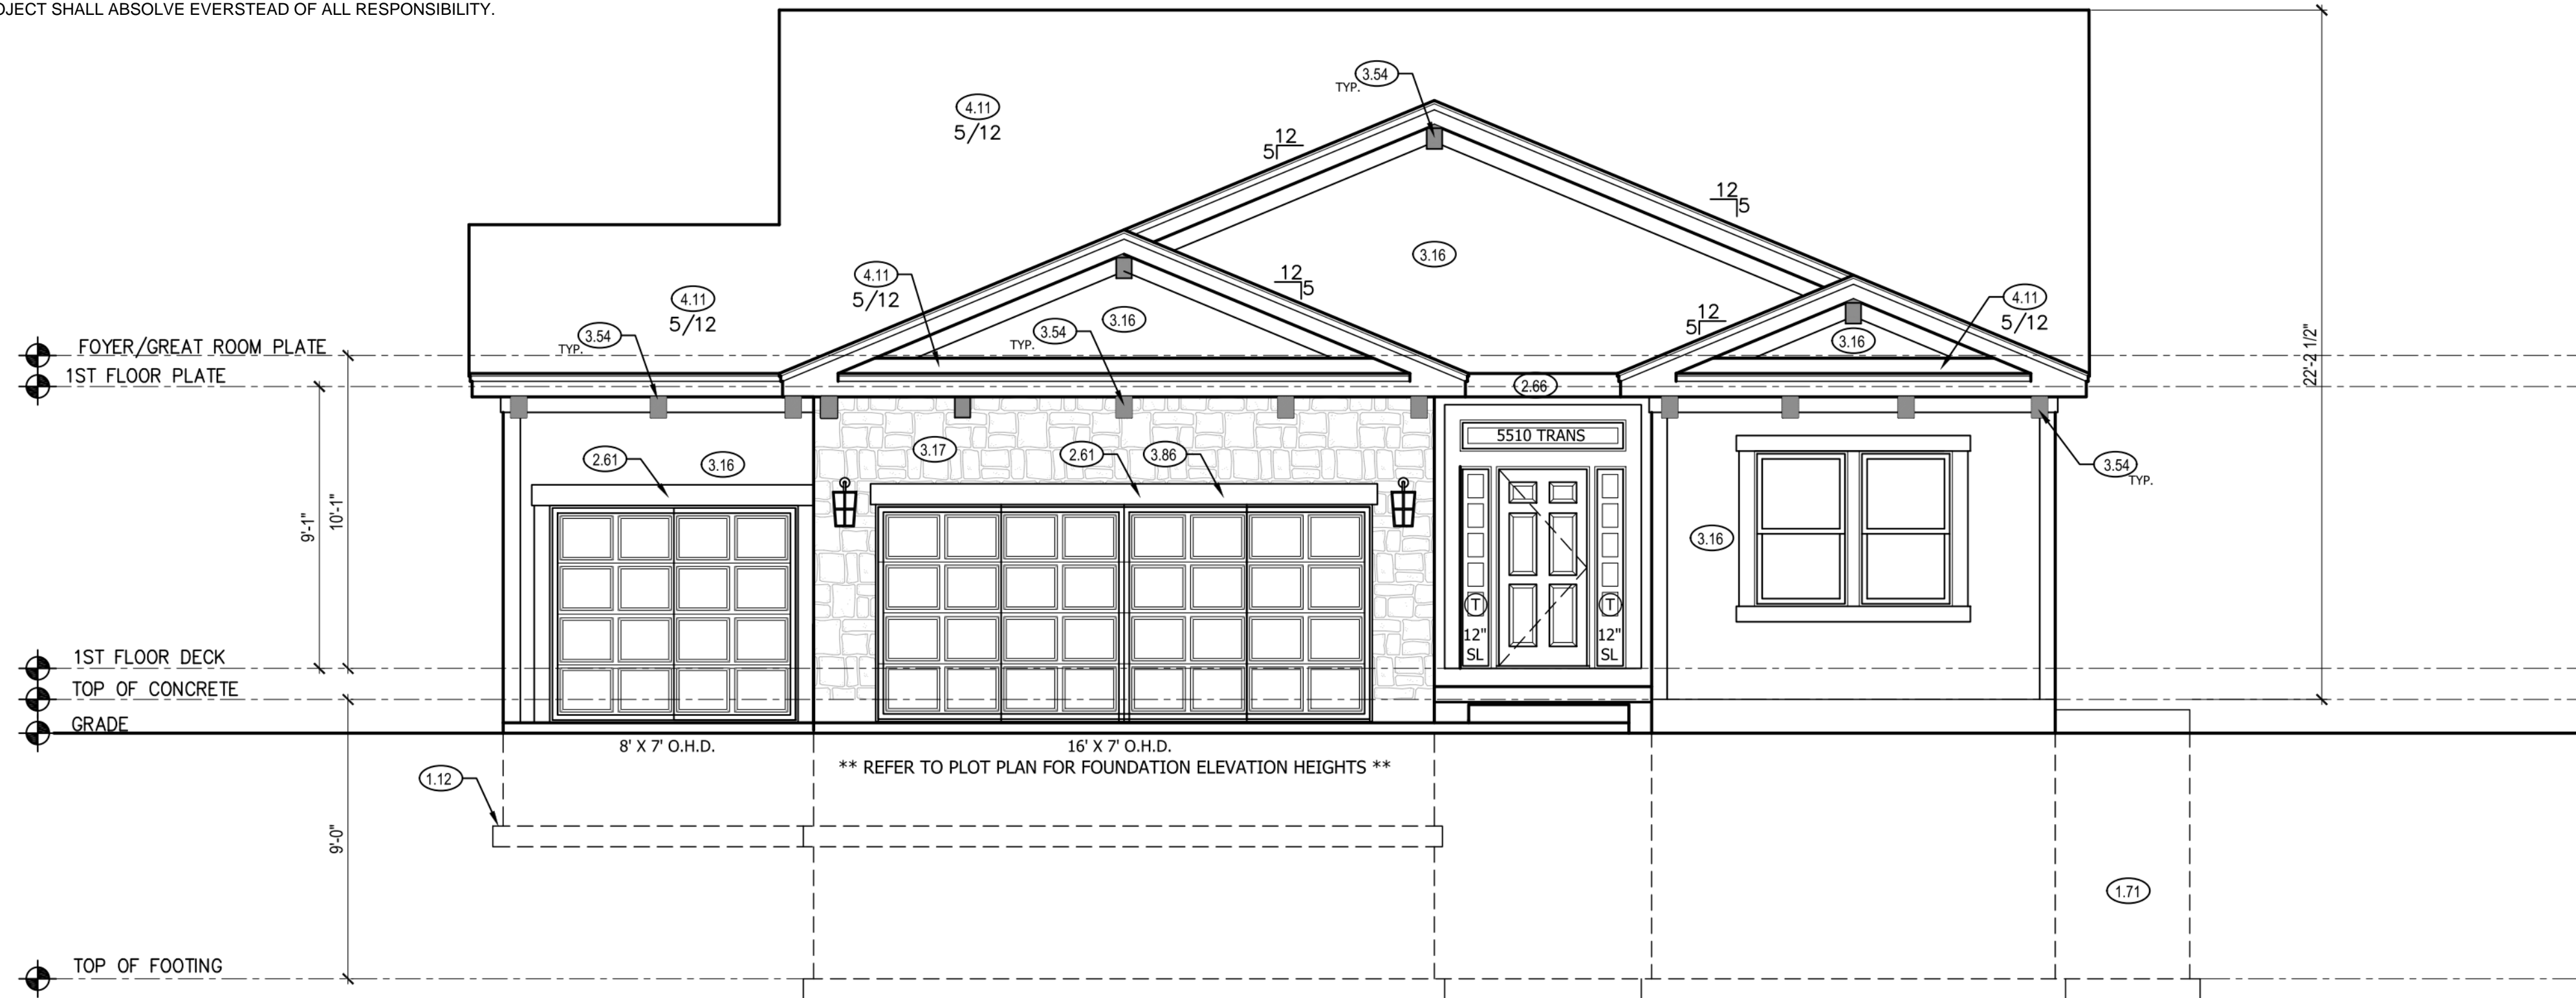 OJECT SHALL ABSOLVE EVERSTEAD OF ALL RESPONSIBILITY.
3.54
TYP.
4.11
5/12
12
5
12
5
3.16
4.11
5/12
12
5
4.11
5/12
4.11
5/12
12
5
3.16
3.54
TYP.
3.54
TYP.
3.16
22'-2 1/2"
FOYER/GREAT ROOM PLATE
1ST FLOOR PLATE
2.66
5510 TRANS
2.61
3.16
3.17
2.61
3.86
3.54
TYP.
9'-1"
10'-1"
3.16
T
T
12"
SL
12"
SL
1ST FLOOR DECK
TOP OF CONCRETE
GRADE
8' X 7' O.H.D.
16' X 7' O.H.D.
** REFER TO PLOT PLAN FOR FOUNDATION ELEVATION HEIGHTS **
1.12
9'-0"
1.71
TOP OF FOOTING